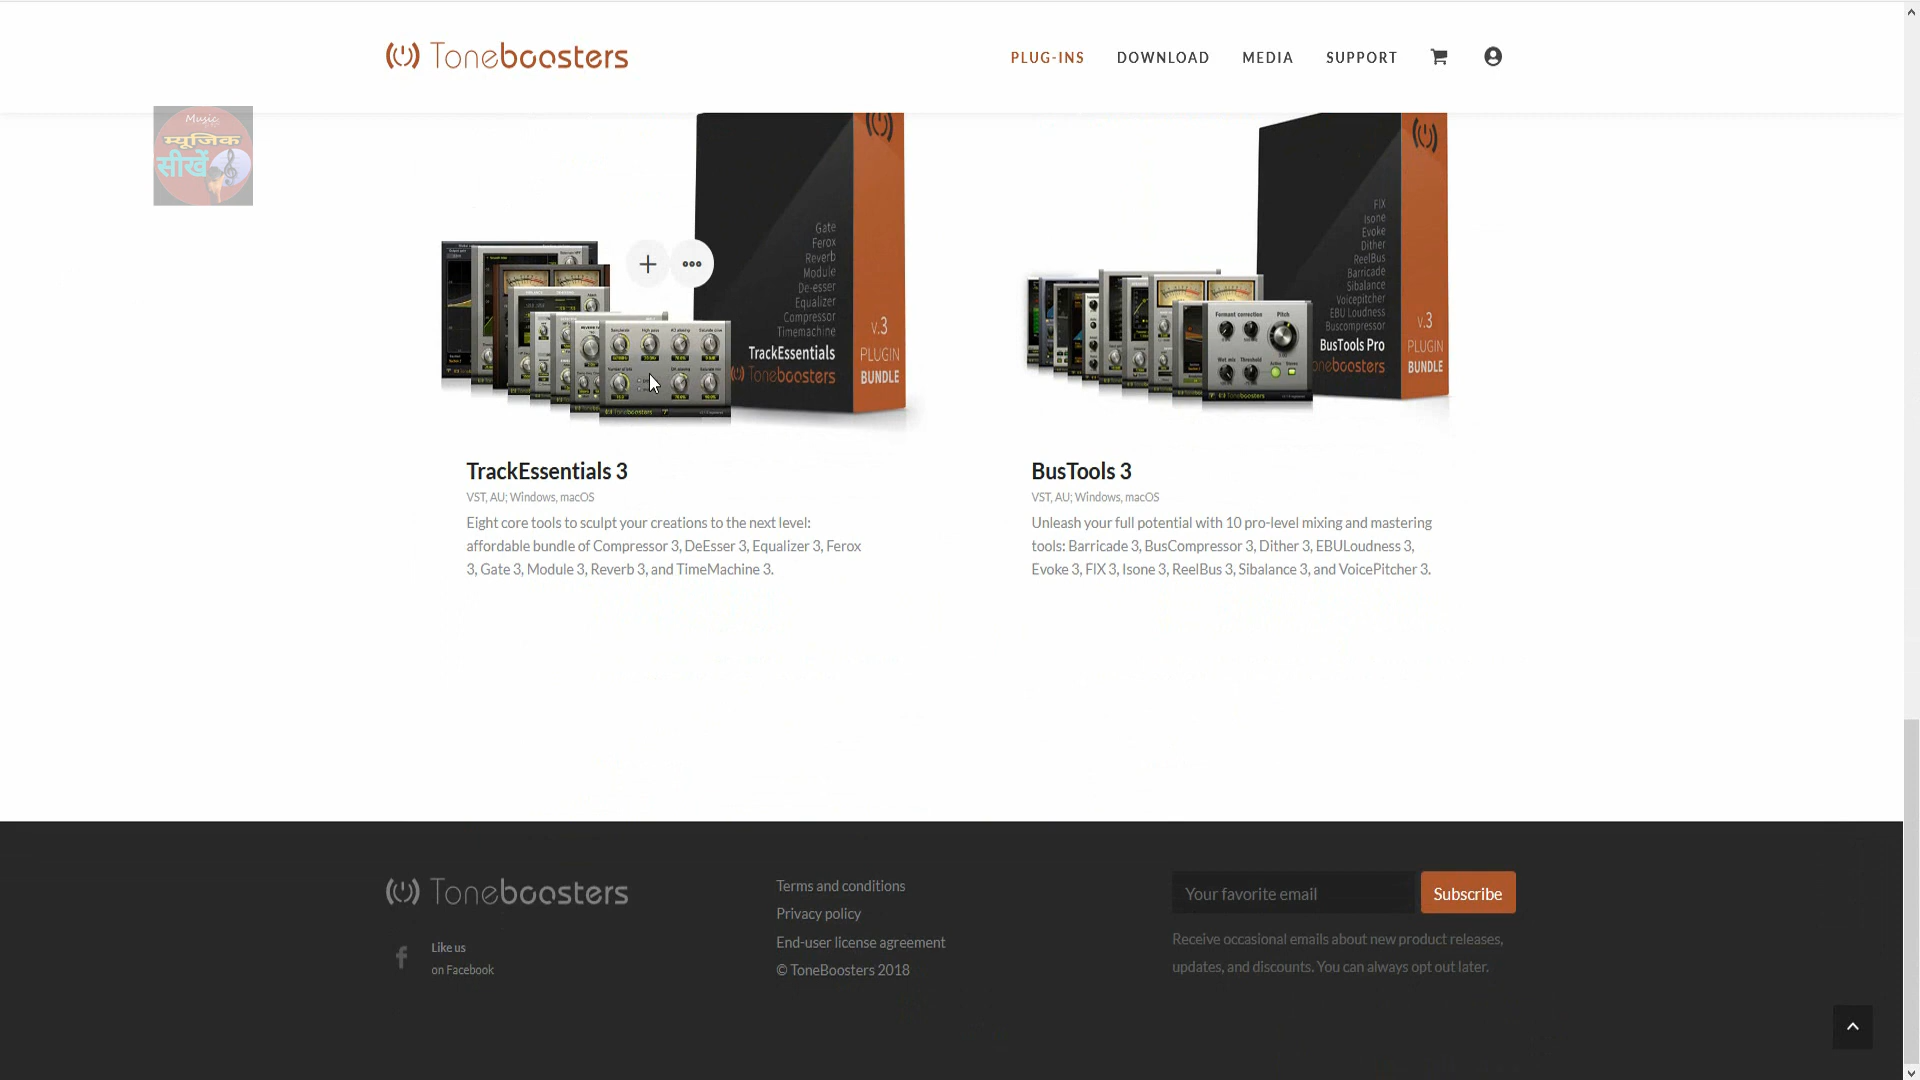 Toneboosters
PLUG-INS
DOWNLOAD
MEDIA
SUPPORT
Music
म्यूजिक
सीखें
Gate
Ferox
Reverb
Module
De-esser
Equalizer
Compressor
Timemachine
TrackEssentials
Toneboosters
v.3
PLUGIN
BUNDLE
FIX
Isone
Evoke
Dither
ReelBus
Barricade
Sibalance
Voicepitcher
EBU Loudness
Buscompressor
BusTools Pro
oneboosters
v.3
PLUGIN
BUNDLE
Formant correction
Pitch
Wet mix
Threshold
TrackEssentials 3
VST, AU; Windows, macOS
Eight core tools to sculpt your creations to the next level:
affordable bundle of Compressor 3, DeEsser 3, Equalizer 3, Ferox
3, Gate 3, Module 3, Reverb 3, and TimeMachine 3.
BusTools 3
VST, AU; Windows, macOS
Unleash your full potential with 10 pro-level mixing and mastering
tools: Barricade 3, BusCompressor 3, Dither 3, EBULoudness 3,
Evoke 3, FIX 3, Isone 3, ReelBus 3, Sibalance 3, and VoicePitcher 3.
Toneboosters
Like us
on Facebook
Terms and conditions
Privacy policy
End-user license agreement
© ToneBoosters 2018
Your favorite email
Subscribe
Receive occasional emails about new product releases,
updates, and discounts. You can always opt out later.